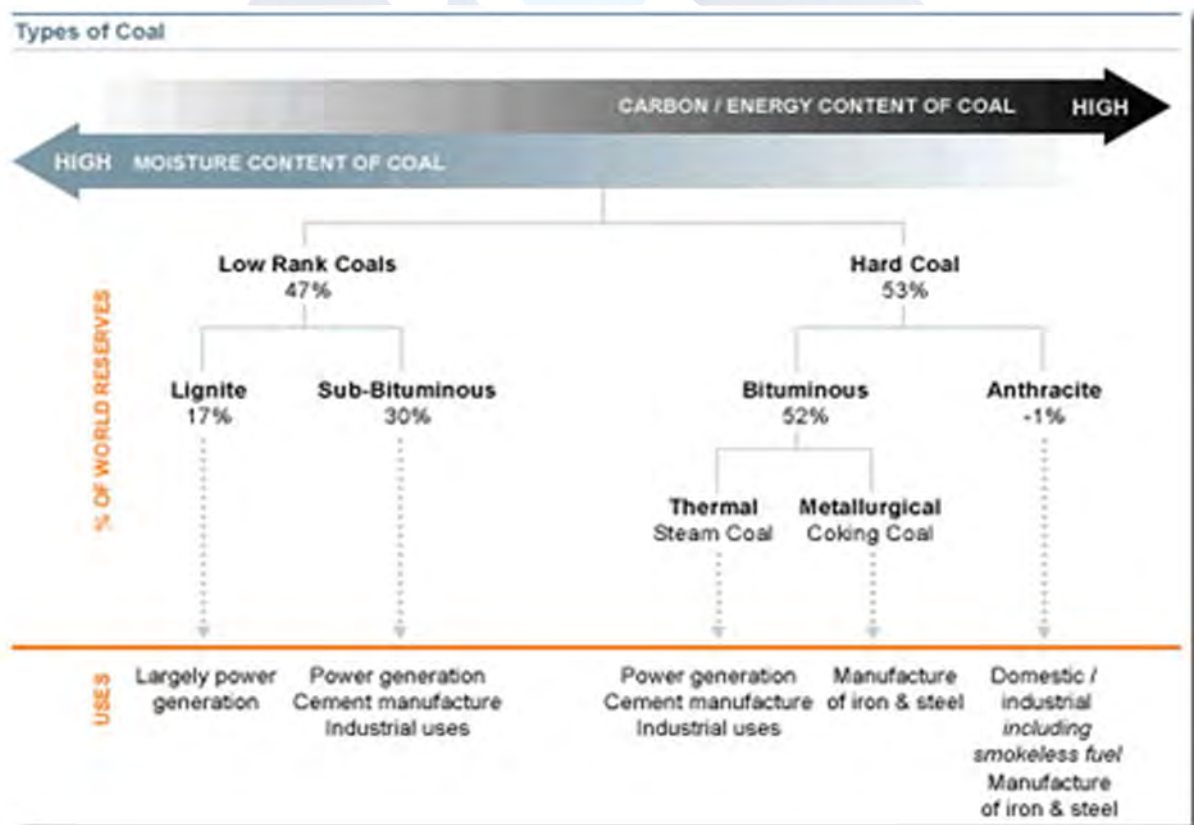 Types of Coal
CARBON / ENERGY CONTENT OF COAL HIGH
HIGH MOISTURE CONTENT OF COAL
Low Rank Coals
47%
Hard Coal
53%
% OF WORLD RESERVES
Lignite
17%
Sub-Bituminous
30%
Bituminous
52%
Anthracite
-1%
Thermal
Steam Coal
Metallurgical
Coking Coal
USES
Largely power
generation
Power generation
Cement manufacture
Industrial uses
Power generation
Cement manufacture
Industrial uses
Manufacture
of iron & steel
Domestic /
industrial
including
smokeless fuel
Manufacture
of iron & steel